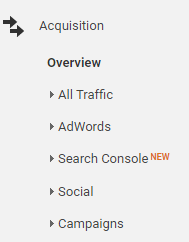 Acquisition
Overview
All Traffic
AdWords
Search Console NEW
Social
Campaigns